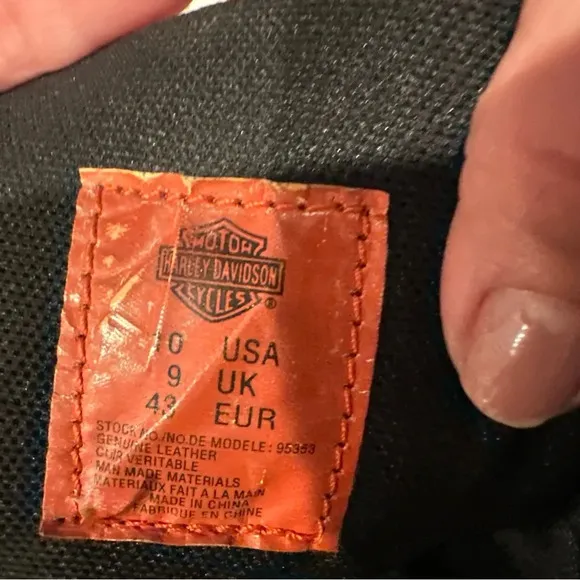 MOTOR
HARLEY-DAVIDSON
CYCLES ®
10 USA
9 UK
43 EUR
STOCK NO./NO.DE MODELE: 95353
GENUINE LEATHER
CUIR VERITABLE
MAN MADE MATERIALS
MATERIAUX FAIT A LA MAIN
MADE IN CHINA
FABRIQUE EN CHINE